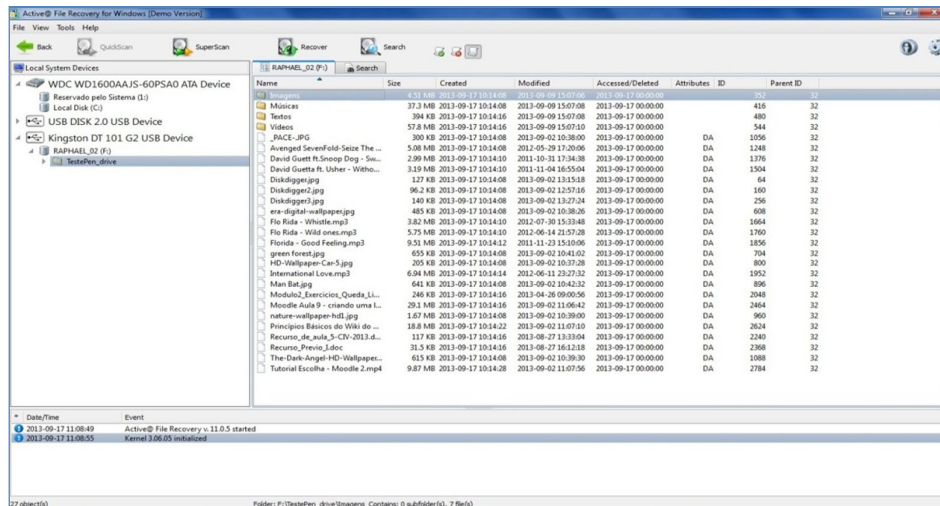 Active@ File Recovery for Windows [Demo Version]
File View Tools Help
Back QuickScan SuperScan Recover Search
Local System Devices
WDC WD1600AAJS-60PSA0 ATA Device
Reservado pelo Sistema (1:)
Local Disk (C:)
USB DISK 2.0 USB Device
Kingston DT 101 G2 USB Device
RAPHAEL_02 (F:)
TestePen_drive
RAPHAEL_02 (F:) Search
Name Size Created Modified Accessed/Deleted Attributes ID Parent ID
Imagens 4.51 MB 2013-09-17 10:14:08 2013-09-09 15:07:06 2013-09-17 00:00:00 352 32
Músicas 37.3 MB 2013-09-17 10:14:08 2013-09-09 15:07:08 2013-09-17 00:00:00 416 32
Textos 394 KB 2013-09-17 10:14:16 2013-09-09 15:07:08 2013-09-17 00:00:00 480 32
Vídeos 57.8 MB 2013-09-17 10:14:16 2013-09-09 15:07:10 2013-09-17 00:00:00 544 32
_PACE-.JPG 300 KB 2013-09-17 10:14:08 2013-09-02 10:38:00 2013-09-17 00:00:00 DA 1056 32
Avenged SevenFold-Seize The ... 5.08 MB 2013-09-17 10:14:08 2012-05-29 17:20:06 2013-09-17 00:00:00 DA 1248 32
David Guett ft.Snoop Dog - Sw... 2.99 MB 2013-09-17 10:14:10 2011-10-31 17:34:38 2013-09-17 00:00:00 DA 1376 32
David Guetta ft. Usher - Witho... 3.19 MB 2013-09-17 10:14:10 2011-11-04 16:55:04 2013-09-17 00:00:00 DA 1504 32
Diskdigger.jpg 127 KB 2013-09-17 10:14:08 2013-09-02 13:15:18 2013-09-17 00:00:00 DA 64 32
Diskdigger2.jpg 96.2 KB 2013-09-17 10:14:08 2013-09-02 12:57:16 2013-09-17 00:00:00 DA 160 32
Diskdigger3.jpg 140 KB 2013-09-17 10:14:08 2013-09-02 13:27:24 2013-09-17 00:00:00 DA 256 32
era-digital-wallpaper.jpg 485 KB 2013-09-17 10:14:08 2013-09-02 10:38:26 2013-09-17 00:00:00 DA 608 32
Flo Rida - Whistle.mp3 3.82 MB 2013-09-17 10:14:10 2012-07-30 15:33:48 2013-09-17 00:00:00 DA 1664 32
Flo Rida - Wild ones.mp3 5.75 MB 2013-09-17 10:14:10 2012-06-14 21:57:28 2013-09-17 00:00:00 DA 1760 32
Florida - Good Feeling.mp3 9.51 MB 2013-09-17 10:14:12 2011-11-23 15:10:06 2013-09-17 00:00:00 DA 1856 32
green forest.jpg 655 KB 2013-09-17 10:14:08 2013-09-02 10:41:02 2013-09-17 00:00:00 DA 704 32
HD-Wallpaper-Car-5.jpg 205 KB 2013-09-17 10:14:08 2013-09-02 10:37:28 2013-09-17 00:00:00 DA 800 32
International Love.mp3 6.94 MB 2013-09-17 10:14:14 2012-06-11 23:27:32 2013-09-17 00:00:00 DA 1952 32
Man Bat.jpg 641 KB 2013-09-17 10:14:08 2013-09-02 10:42:32 2013-09-17 00:00:00 DA 896 32
Modulo2_Exercicios_Queda_Li... 246 KB 2013-09-17 10:14:16 2013-04-26 09:00:56 2013-09-17 00:00:00 DA 2048 32
Moodle Aula 9 - criando uma l... 29.1 MB 2013-09-17 10:14:16 2013-09-02 11:06:42 2013-09-17 00:00:00 DA 2464 32
nature-wallpaper-hd1.jpg 1.67 MB 2013-09-17 10:14:08 2013-09-02 10:39:00 2013-09-17 00:00:00 DA 960 32
Princípios Básicos do Wiki do ... 18.8 MB 2013-09-17 10:14:22 2013-09-02 11:07:10 2013-09-17 00:00:00 DA 2624 32
Recurso_de_aula_5-CIV-2013.d... 117 KB 2013-09-17 10:14:16 2013-08-27 13:33:04 2013-09-17 00:00:00 DA 2240 32
Recurso_Previo_1.doc 31.5 KB 2013-09-17 10:14:16 2013-08-27 16:12:18 2013-09-17 00:00:00 DA 2368 32
The-Dark-Angel-HD-Wallpaper... 615 KB 2013-09-17 10:14:08 2013-09-02 10:39:30 2013-09-17 00:00:00 DA 1088 32
Tutorial Escolha - Moodle 2.mp4 9.87 MB 2013-09-17 10:14:28 2013-09-02 11:07:56 2013-09-17 00:00:00 DA 2784 32
* Date/Time Event
2013-09-17 11:08:49 Active@ File Recovery v. 11.0.5 started
2013-09-17 11:08:55 Kernel 3.06.05 initialized
27 object(s) Folder: F:\TestePen_drive\Imagens Contains: 0 subfolder(s), 7 file(s)